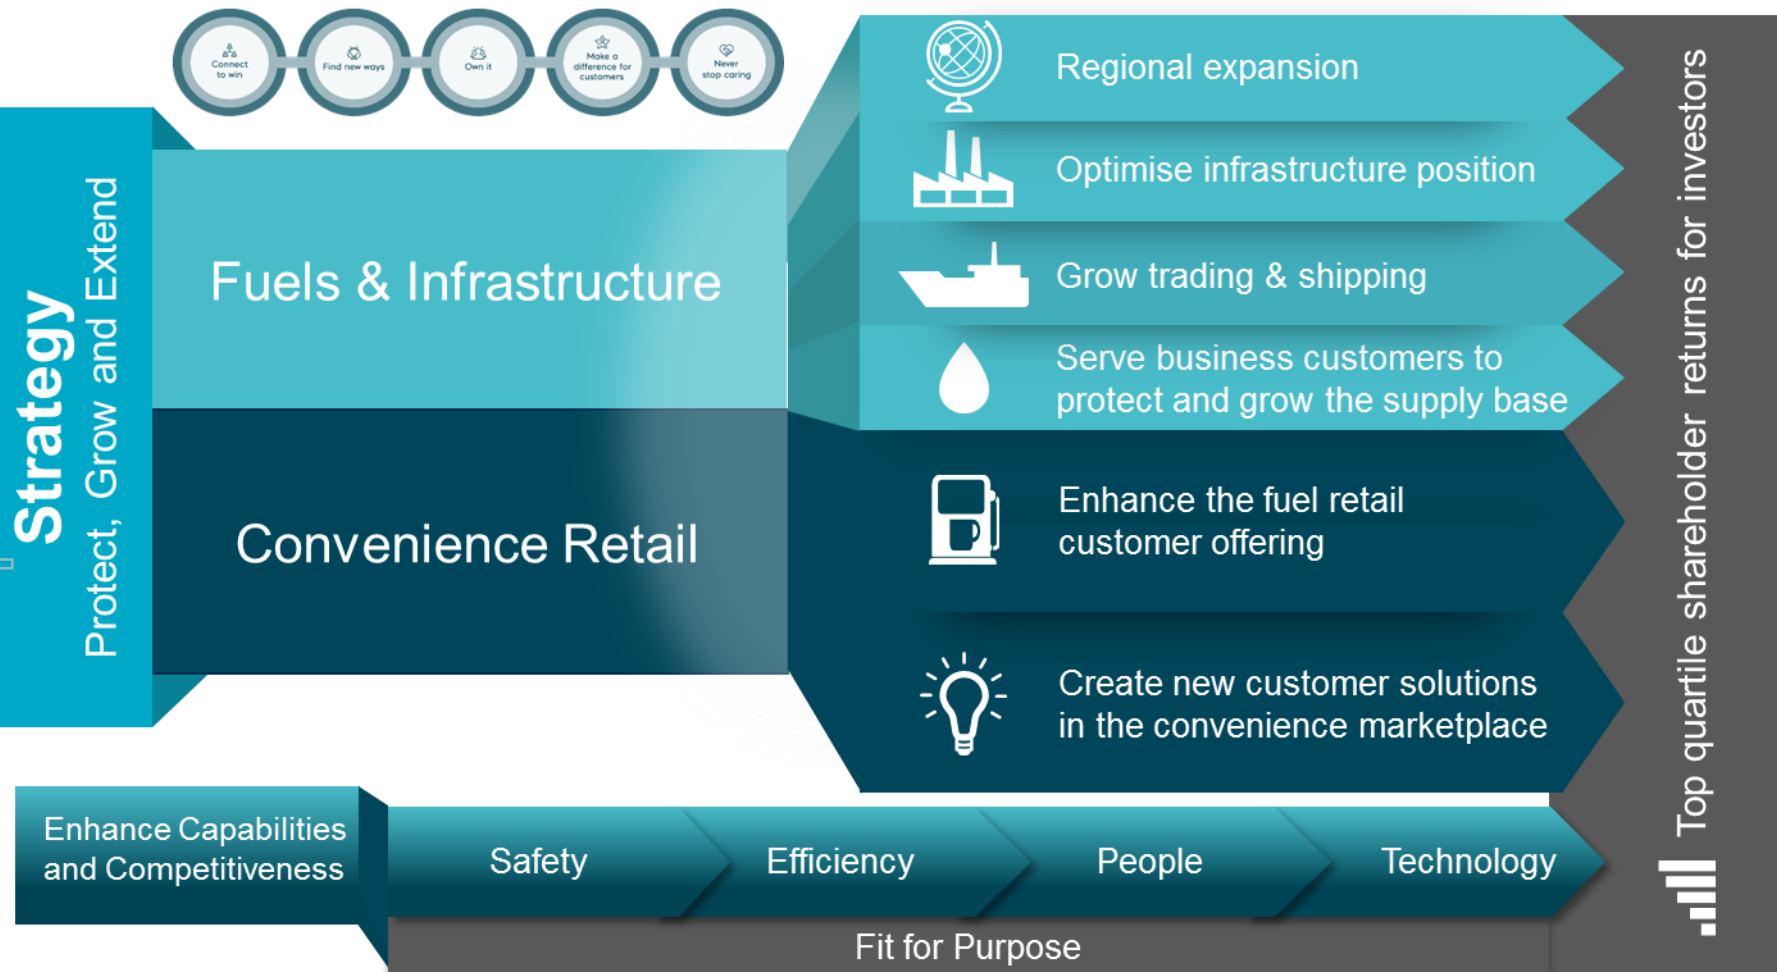 Connect
to win
Find new ways
Own it
Make a
difference for
customers
Never
stop caring
Strategy
Protect, Grow and Extend
Fuels & Infrastructure
Convenience Retail
Regional expansion
Optimise infrastructure position
Grow trading & shipping
Serve business customers to
protect and grow the supply base
Enhance the fuel retail
customer offering
Create new customer solutions
in the convenience marketplace
Top quartile shareholder returns for investors
Enhance Capabilities
and Competitiveness
Safety
Efficiency
People
Technology
Fit for Purpose